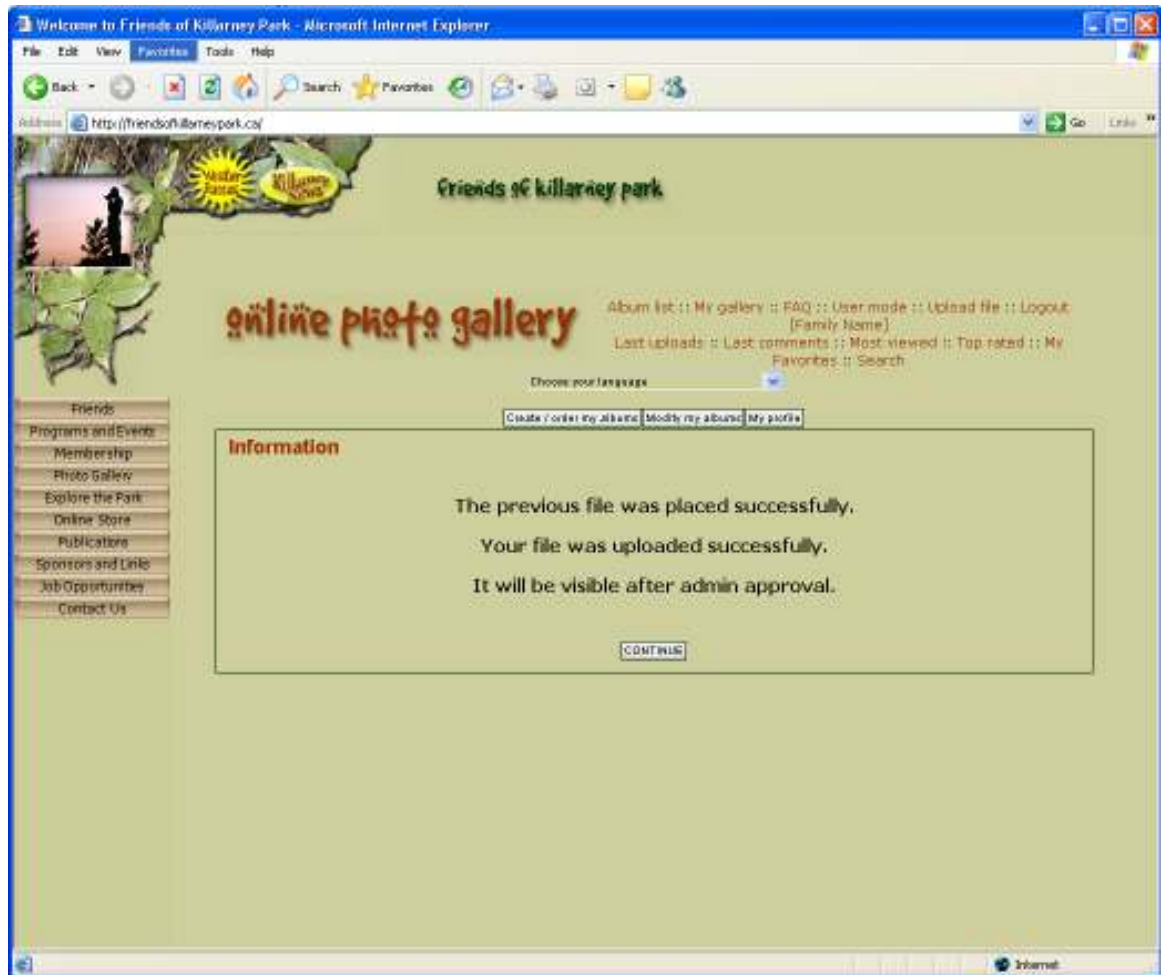 Welcome to Friends of Killarney Park - Microsoft Internet Explorer
File Edit View Favorites Tools Help
Back Search Favorites
Address http://friendsofkillarneypark.ca/ Go Links »
Weather Killarney News
friends of killarney park
online photo gallery
Album list :: My gallery :: FAQ :: User mode :: Upload file :: Logout
[Family Name]
Last uploads :: Last comments :: Most viewed :: Top rated :: My
Favorites :: Search
Choose your language
Create / order my albums Modify my albums My profile
Friends
Programs and Events
Membership
Photo Gallery
Explore the Park
Online Store
Publications
Sponsors and Links
Job Opportunities
Contact Us
Information
The previous file was placed successfully.
Your file was uploaded successfully.
It will be visible after admin approval.
CONTINUE
Internet